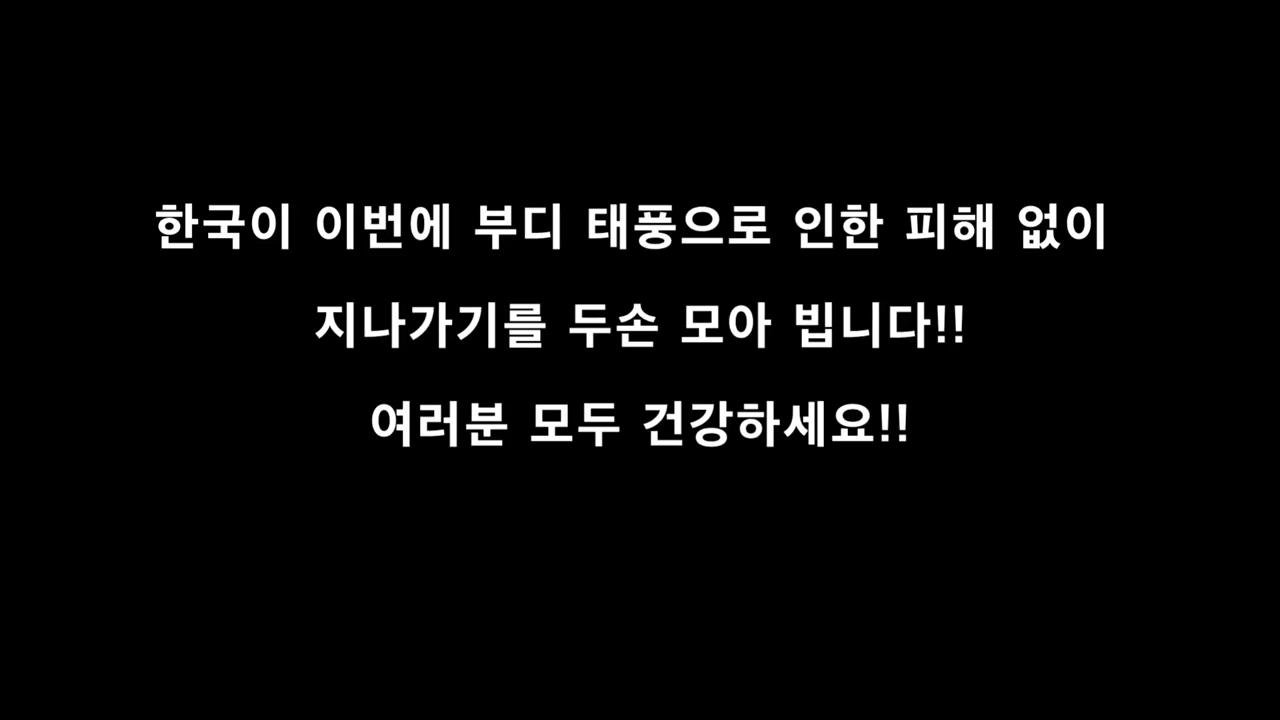 한국이 이번에 부디 태풍으로 인한 피해 없이
지나가기를 두손 모아 빕니다!!
여러분 모두 건강하세요!!